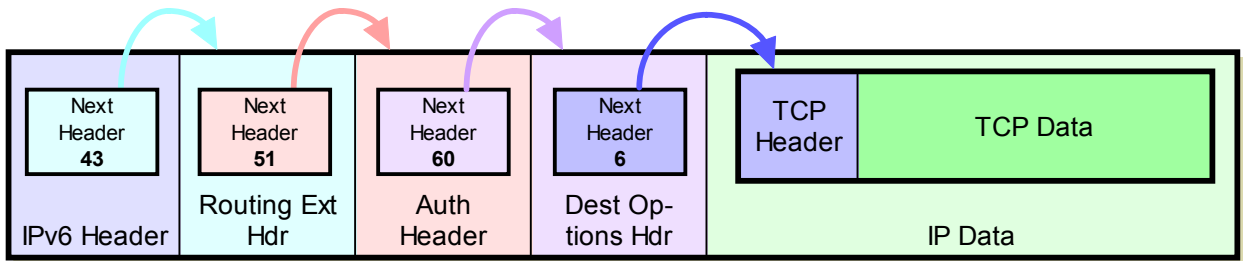 Next
Header
43
IPv6 Header
Next
Header
51
Routing Ext
Hdr
Next
Header
60
Auth
Header
Next
Header
6
Dest Op-
tions Hdr
TCP
Header
TCP Data
IP Data